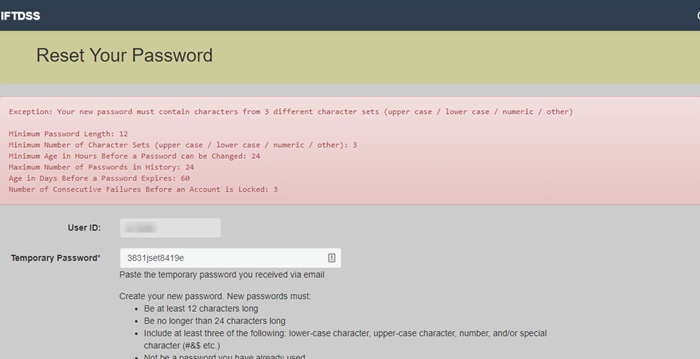 IFTDSS
Reset Your Password
Exception: Your new password must contain characters from 3 different character sets (upper case / lower case / numeric / other)
Minimum Password Length: 12
Minimum Number of Character Sets (upper case / lower case / numeric / other): 3
Minimum Age in Hours Before a Password can be Changed: 24
Maximum Number of Passwords in History: 24
Age in Days Before a Password Expires: 60
Number of Consecutive Failures Before an Account is Locked: 3
User ID:
Temporary Password* 3831jset8419e
Paste the temporary password you received via email
Create your new password. New passwords must:
• Be at least 12 characters long
• Be no longer than 24 characters long
• Include at least three of the following: lower-case character, upper-case character, number, and/or special
character (#&$ etc.)
• Not be a password you have already used